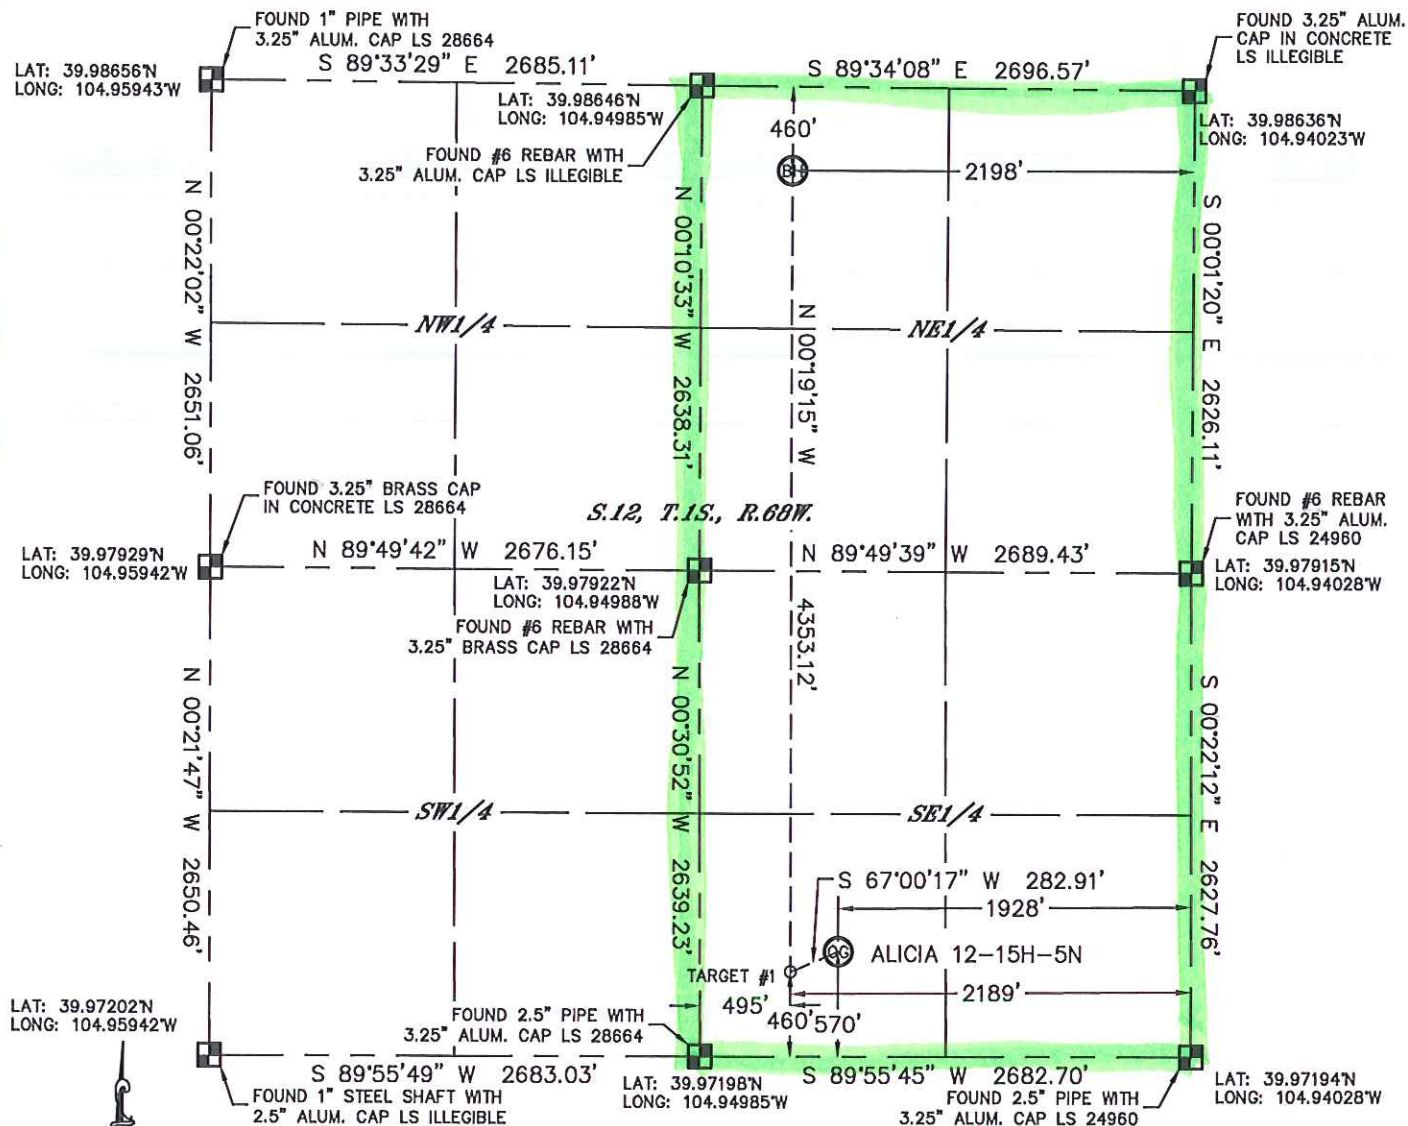 FOUND 1" PIPE WITH
3.25" ALUM. CAP LS 28664
S 89°33'29" E 2685.11'
LAT: 39.98656°N
LONG: 104.95943°W
LAT: 39.98646°N
LONG: 104.94985°W
FOUND #6 REBAR WITH
3.25" ALUM. CAP LS ILLEGIBLE
S 89°34'08" E 2696.57'
FOUND 3.25" ALUM.
CAP IN CONCRETE
LS ILLEGIBLE
LAT: 39.98636°N
LONG: 104.94023°W
460'
2198'
N 00°22'02" W 2651.06'
N 00°10'33" W 2638.31'
N 00°19'15" W 4353.12'
S 00°01'20" E 2626.11'
NW1/4
NE1/4
FOUND 3.25" BRASS CAP
IN CONCRETE LS 28664
S.12, T.1S., R.68W.
FOUND #6 REBAR
WITH 3.25" ALUM.
CAP LS 24960
LAT: 39.97929°N
LONG: 104.95942°W
N 89°49'42" W 2676.15'
LAT: 39.97922°N
LONG: 104.94988°W
FOUND #6 REBAR WITH
3.25" BRASS CAP LS 28664
N 89°49'39" W 2689.43'
LAT: 39.97915°N
LONG: 104.94028°W
N 00°21'47" W 2650.46'
N 00°30'52" W 2639.23'
S 00°22'12" E 2627.76'
SW1/4
SE1/4
S 67°00'17" W 282.91'
1928'
OG
ALICIA 12-15H-5N
TARGET #1
2189'
495'
460'
570'
LAT: 39.97202°N
LONG: 104.95942°W
FOUND 2.5" PIPE WITH
3.25" ALUM. CAP LS 28664
S 89°55'49" W 2683.03'
FOUND 1" STEEL SHAFT WITH
2.5" ALUM. CAP LS ILLEGIBLE
LAT: 39.97198°N
LONG: 104.94985°W
S 89°55'45" W 2682.70'
FOUND 2.5" PIPE WITH
3.25" ALUM. CAP LS 24960
LAT: 39.97194°N
LONG: 104.94028°W